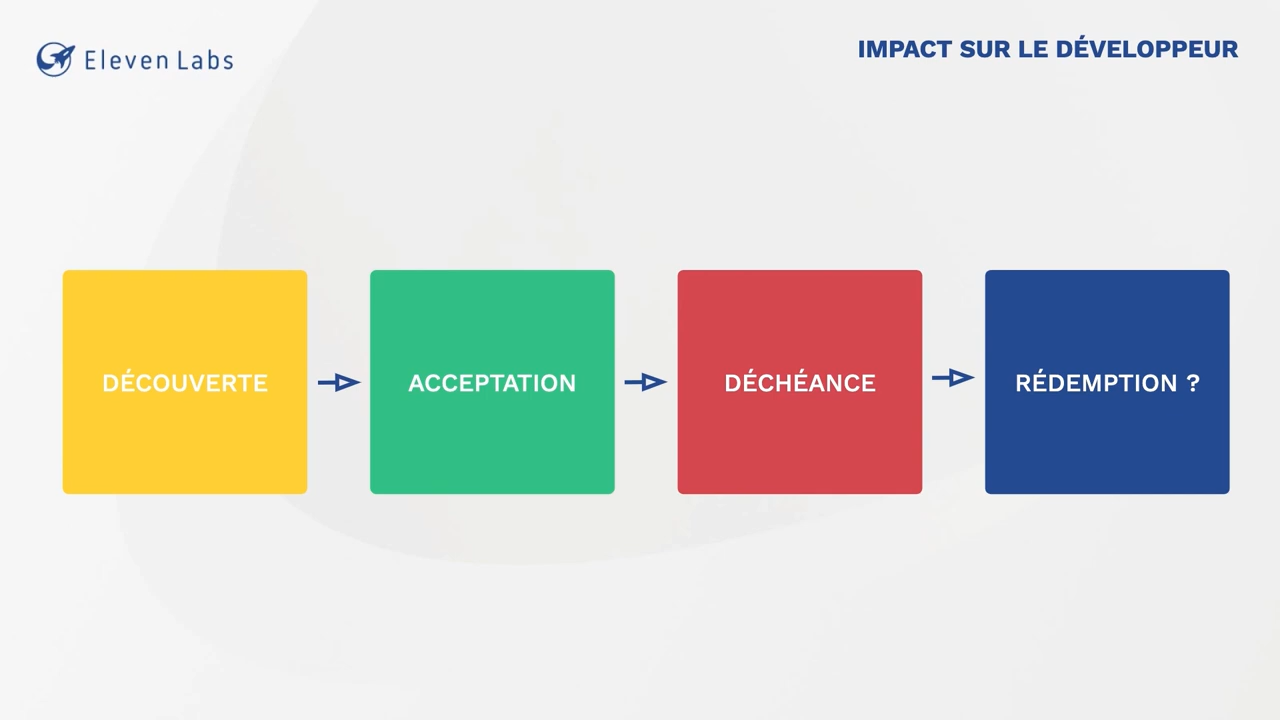 Eleven Labs
IMPACT SUR LE DÉVELOPPEUR
DÉCOUVERTE
ACCEPTATION
DÉCHÉANCE
RÉDEMPTION ?